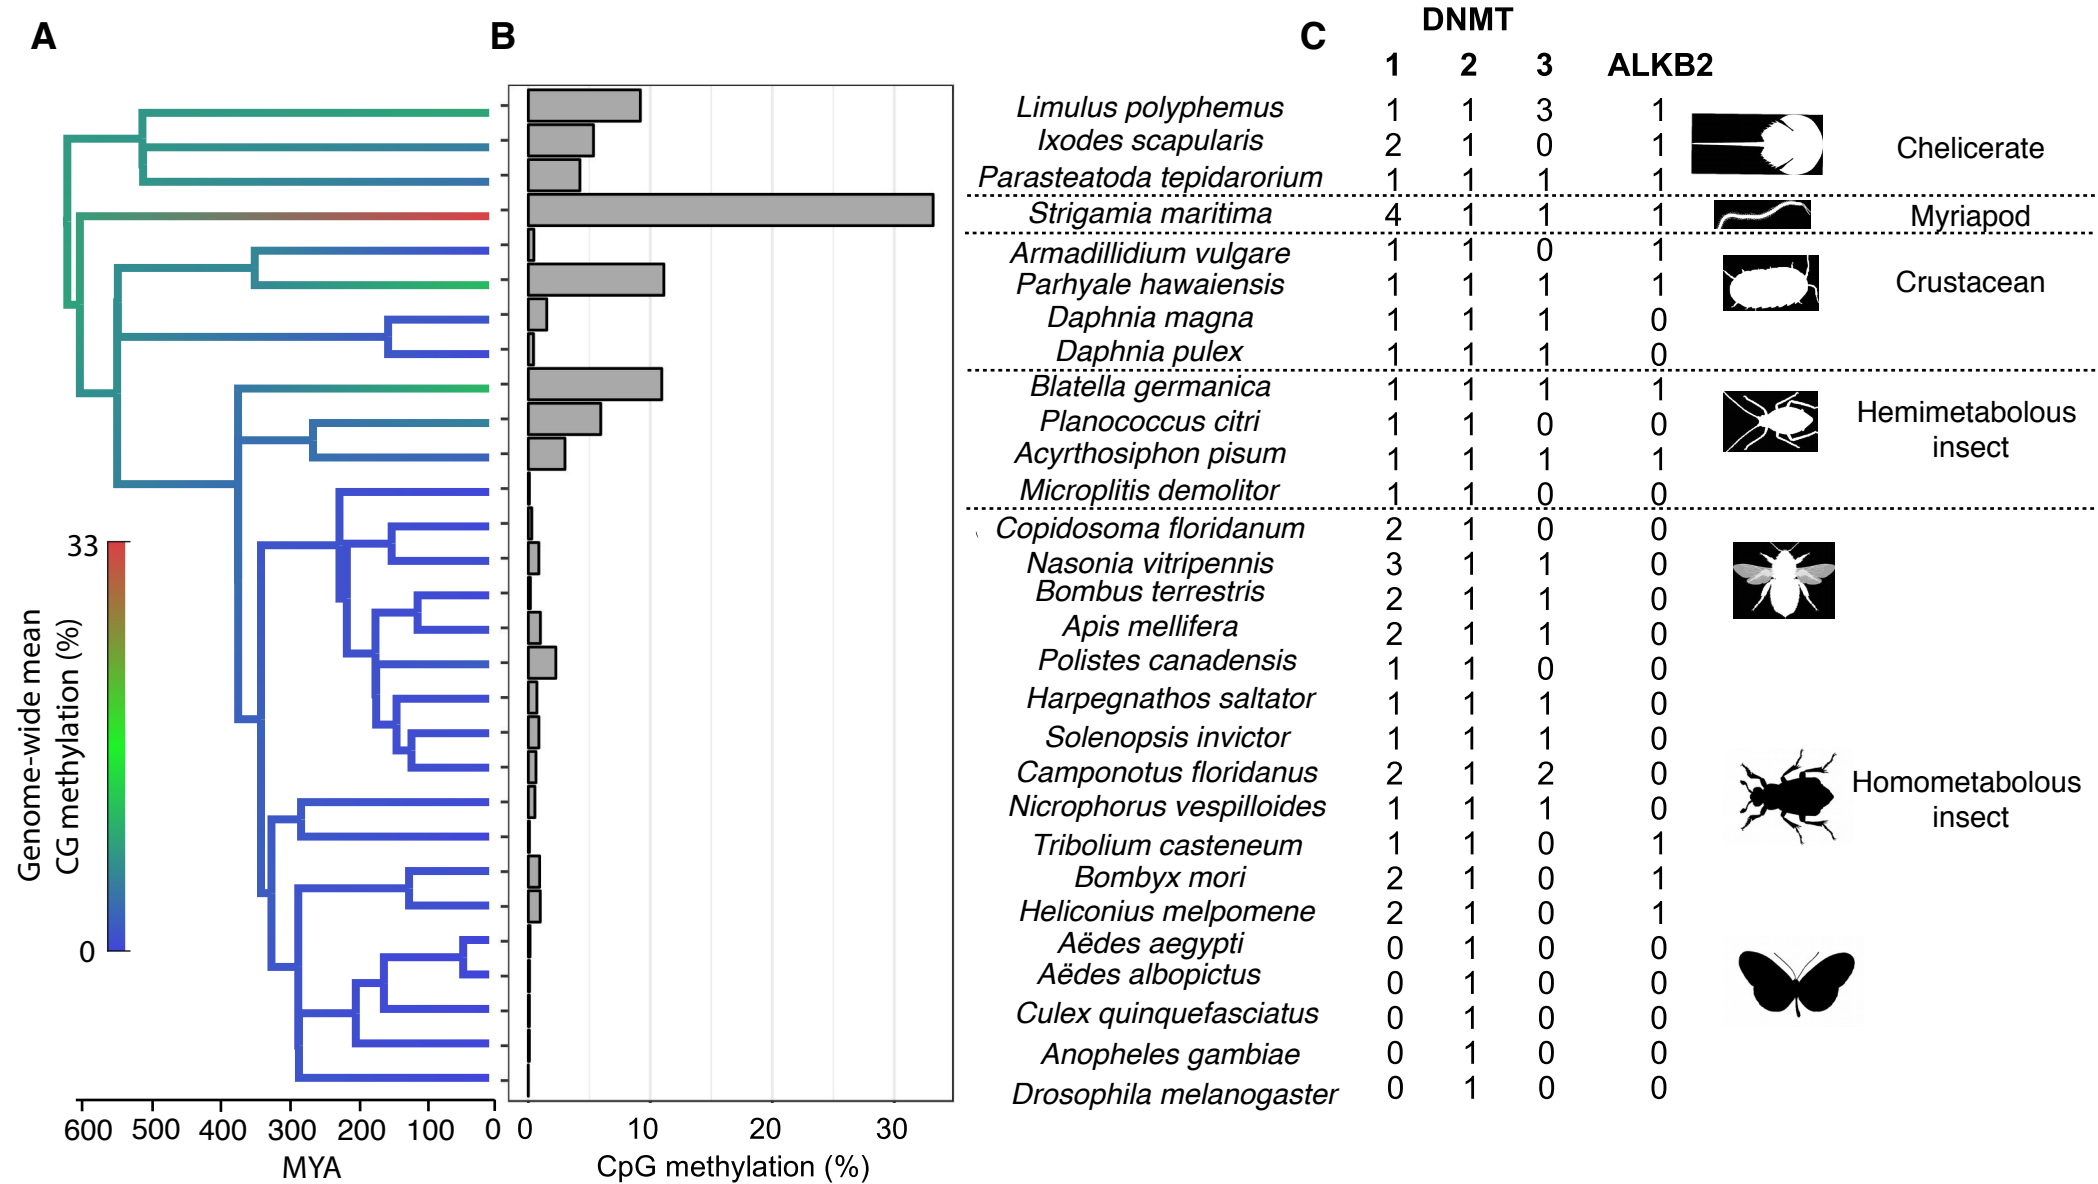 A
B
C
DNMT
1 2 3 ALKB2
Limulus polyphemus 1 1 3 1
Ixodes scapularis 2 1 0 1
Chelicerate
Parasteatoda tepidarorium 1 1 1 1
Strigamia maritima 4 1 1 1 Myriapod
Armadillidium vulgare 1 1 0 1
Parhyale hawaiensis 1 1 1 1 Crustacean
Daphnia magna 1 1 1 0
Daphnia pulex 1 1 1 0
Blatella germanica 1 1 1 1
Planococcus citri 1 1 0 0
Hemimetabolous
insect
Acyrthosiphon pisum 1 1 1 1
Microplitis demolitor 1 1 0 0
Copidosoma floridanum 2 1 0 0
Nasonia vitripennis 3 1 1 0
Bombus terrestris 2 1 1 0
Apis mellifera 2 1 1 0
Polistes canadensis 1 1 0 0
Harpegnathos saltator 1 1 1 0
Solenopsis invictor 1 1 1 0
Camponotus floridanus 2 1 2 0
Homometabolous
insect
Nicrophorus vespilloides 1 1 1 0
Tribolium casteneum 1 1 0 1
Bombyx mori 2 1 0 1
Heliconius melpomene 2 1 0 1
Aëdes aegypti 0 1 0 0
Aëdes albopictus 0 1 0 0
Culex quinquefasciatus 0 1 0 0
Anopheles gambiae 0 1 0 0
Drosophila melanogaster 0 1 0 0
Genome-wide mean
CG methylation (%)
33
0
600 500 400 300 200 100 0
MYA
0 10 20 30
CpG methylation (%)